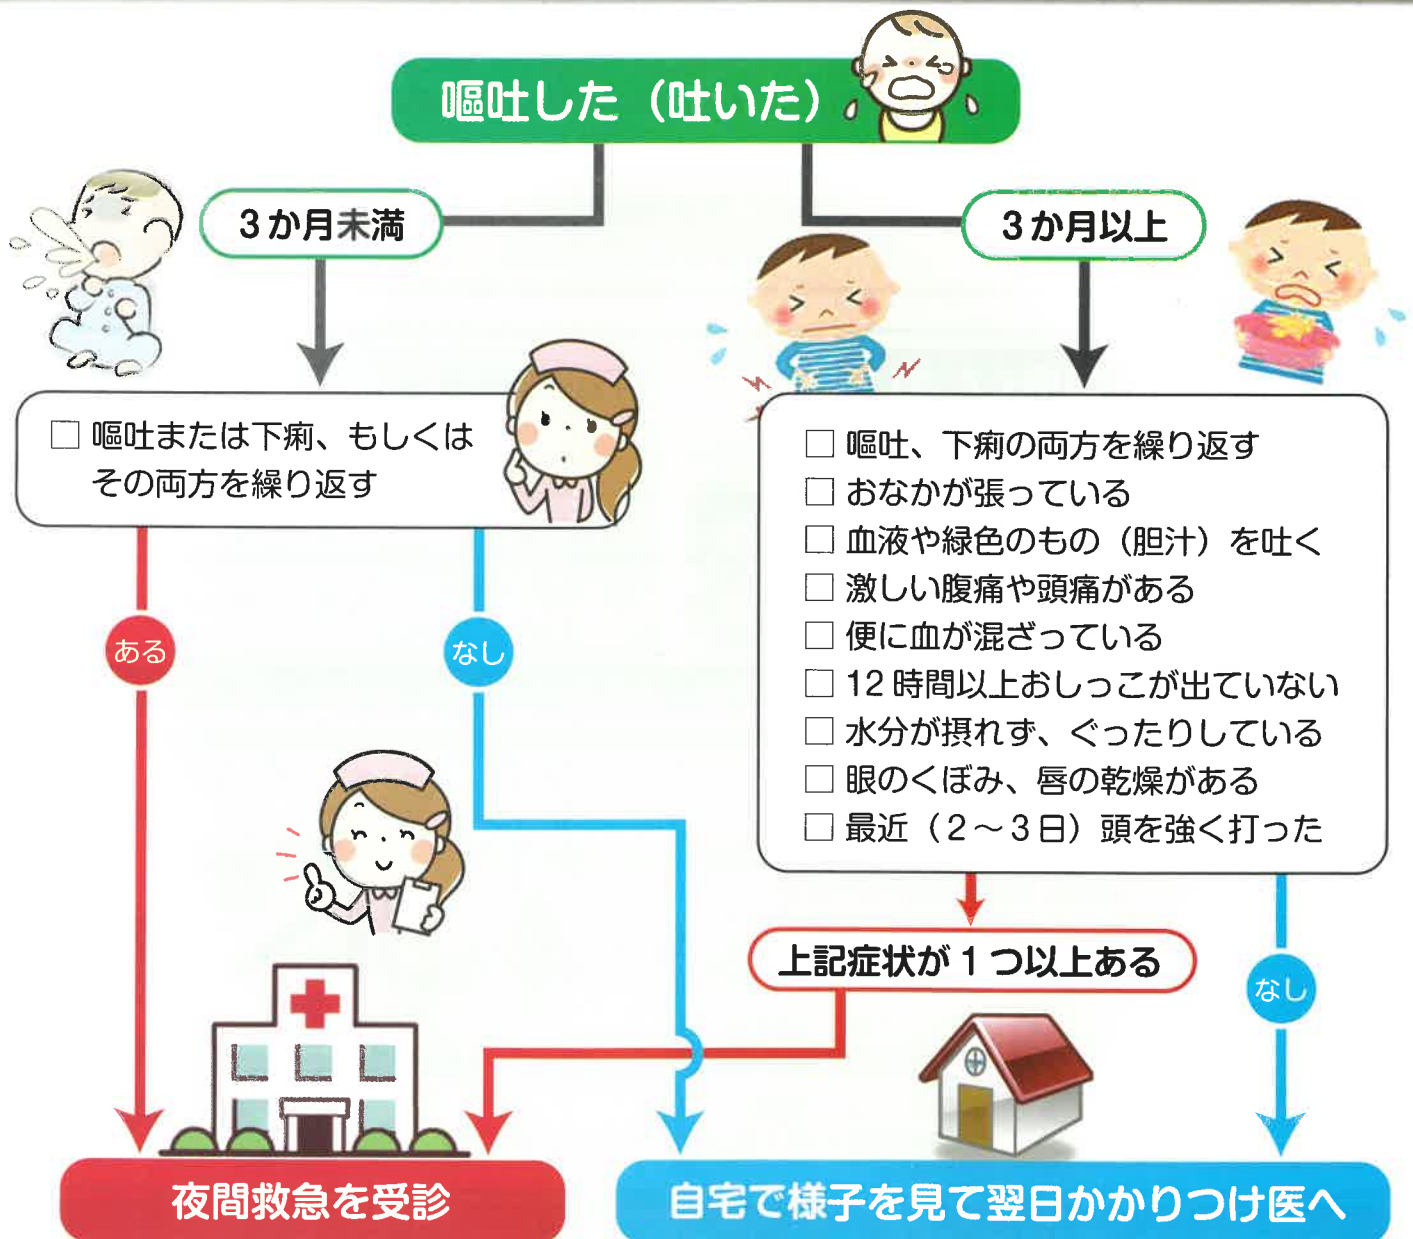 嘔吐した（吐いた）
3か月未満
3か月以上
□ 嘔吐または下痢、もしくは
その両方を繰り返す
□ 嘔吐、下痢の両方を繰り返す
□ おなかが張っている
□ 血液や緑色のもの（胆汁）を吐く
□ 激しい腹痛や頭痛がある
□ 便に血が混ざっている
□ 12時間以上おしっこが出ていない
□ 水分が摂れず、ぐったりしている
□ 眼のくぼみ、唇の乾燥がある
□ 最近（2～3日）頭を強く打った
ある
なし
上記症状が1つ以上ある
なし
夜間救急を受診
自宅で様子を見て翌日かかりつけ医へ